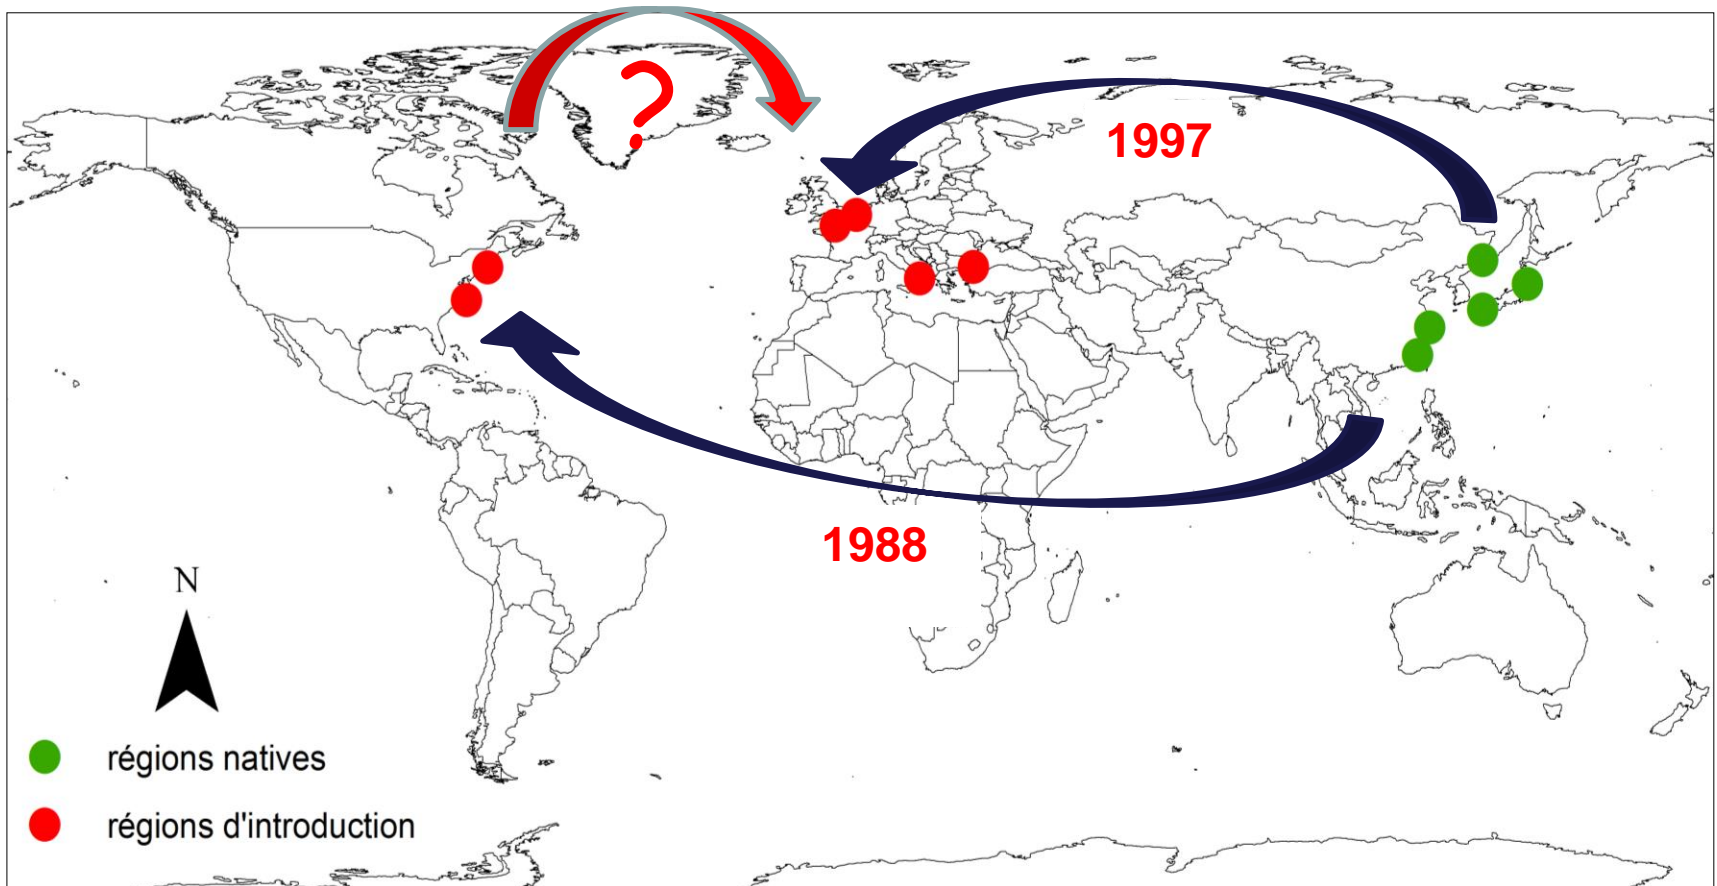 ?
1997
1988
N
régions natives
régions d'introduction